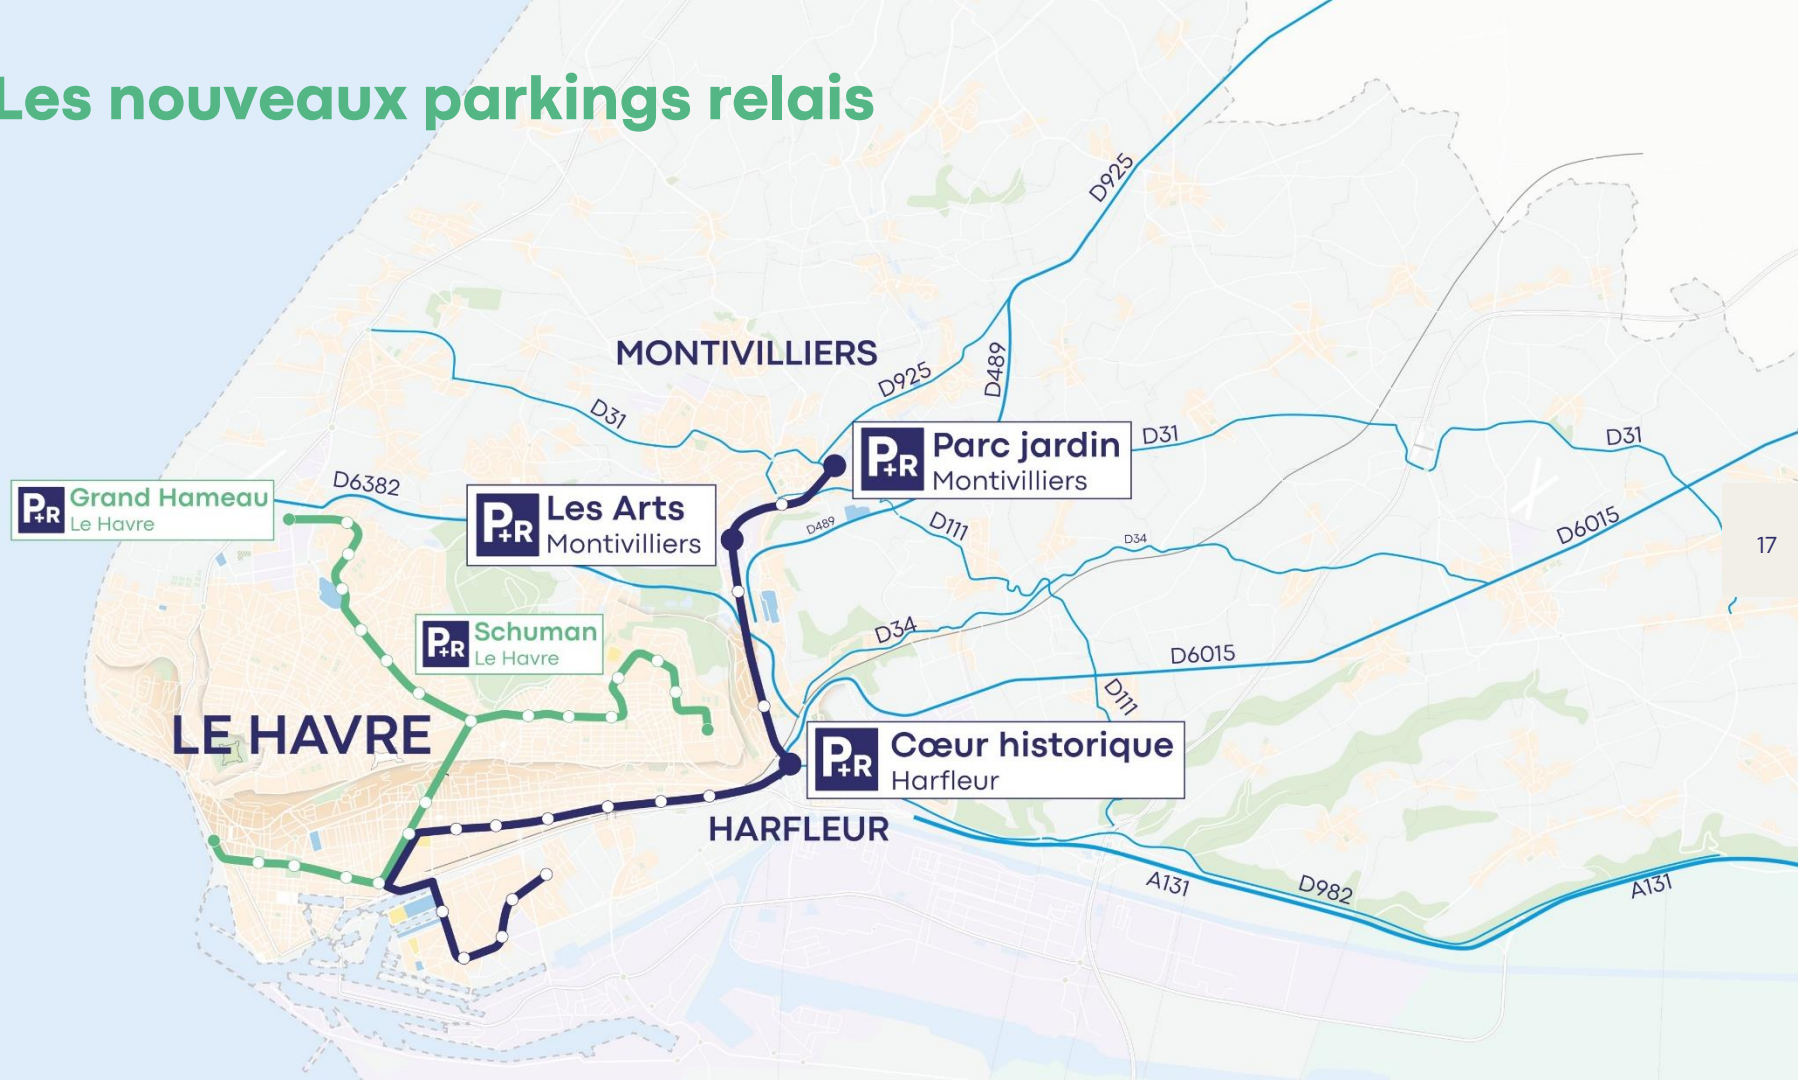 Les nouveaux parkings relais
D925
MONTIVILLIERS
D925
D489
D31
P+R Parc jardin
Montivilliers
D31
D31
D6382
P+R Grand Hameau
Le Havre
P+R Les Arts
Montivilliers
D489
D111
D34
D6015
17
P+R Schuman
Le Havre
D34
D6015
D111
LE HAVRE
P+R Cœur historique
Harfleur
HARFLEUR
A131
D982
A131